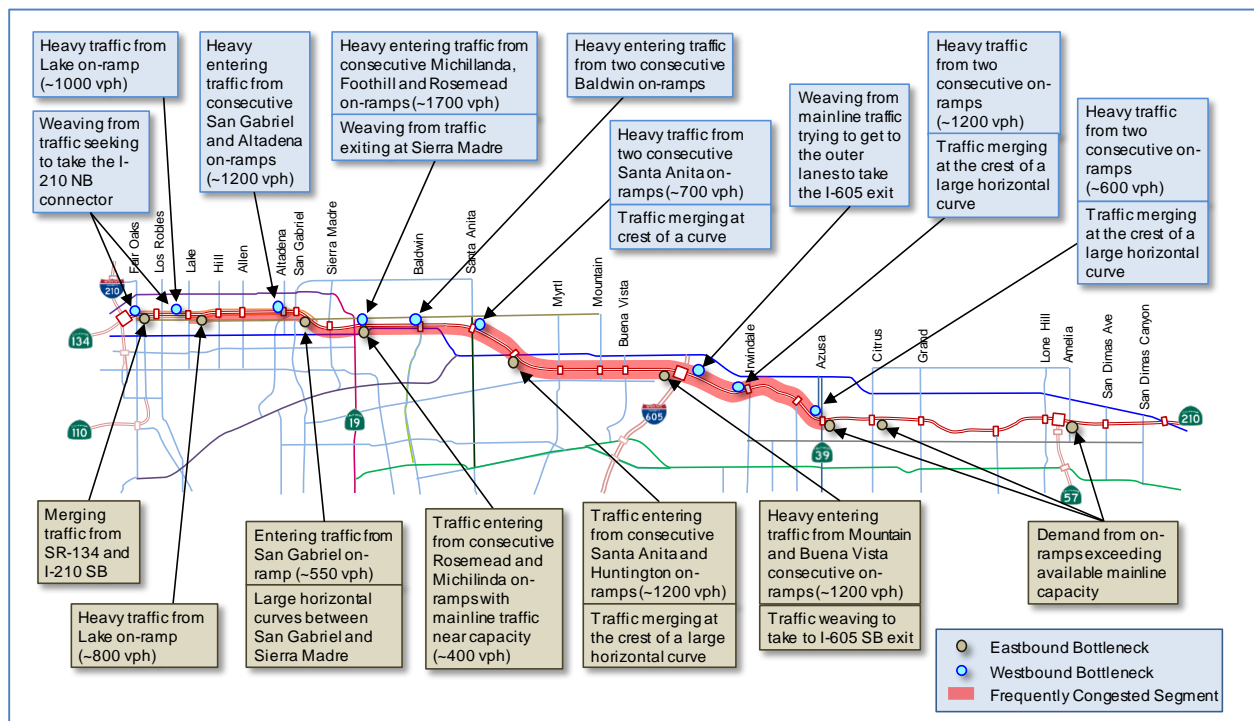 Heavy traffic from
Lake on-ramp
(~1000 vph)
Weaving from
traffic seeking to
take the I-
210 NB
connector
Heavy
entering
traffic from
consecutive
San Gabriel
and Altadena
on-ramps
(~1200 vph)
Heavy entering traffic from
consecutive Michillanda,
Foothill and Rosemead
on-ramps (~1700 vph)
Weaving from traffic
exiting at Sierra Madre
Heavy entering traffic
from two consecutive
Baldwin on-ramps
Heavy traffic from
two consecutive
Santa Anita on-
ramps (~700 vph)
Traffic merging at
crest of a curve
Weaving from
mainline traffic
trying to get to
the outer
lanes to take
the I-605 exit
Heavy traffic
from two
consecutive on-
ramps
(~1200 vph)
Traffic merging
at the crest of a
large horizontal
curve
Heavy traffic
from two
consecutive on-
ramps
(~600 vph)
Traffic merging
at the crest of a
large horizontal
curve
Fair Oaks
Los Robles
Lake
Hill
Allen
Altadena
San Gabriel
Sierra Madre
Baldwin
Santa Anita
Myrtl
Mountain
Buena Vista
Irwindale
Azusa
Citrus
Grand
Lone Hill
Amelia
San Dimas Ave
San Dimas Canyon
210
134
110
19
605
39
57
210
Merging
traffic from
SR-134 and
I-210 SB
Heavy traffic from
Lake on-ramp
(~800 vph)
Entering traffic from
San Gabriel on-
ramp (~550 vph)
Large horizontal
curves between
San Gabriel and
Sierra Madre
Traffic entering
from consecutive
Rosemead and
Michilinda on-
ramps with
mainline traffic
near capacity
(~400 vph)
Traffic entering
from consecutive
Santa Anita and
Huntington on-
ramps (~1200 vph)
Traffic merging at
the crest of a large
horizontal curve
Heavy entering
traffic from Mountain
and Buena Vista
consecutive on-
ramps (~1200 vph)
Traffic weaving to
take to I-605 SB exit
Demand from on-
ramps exceeding
available mainline
capacity
Eastbound Bottleneck
Westbound Bottleneck
Frequently Congested Segment